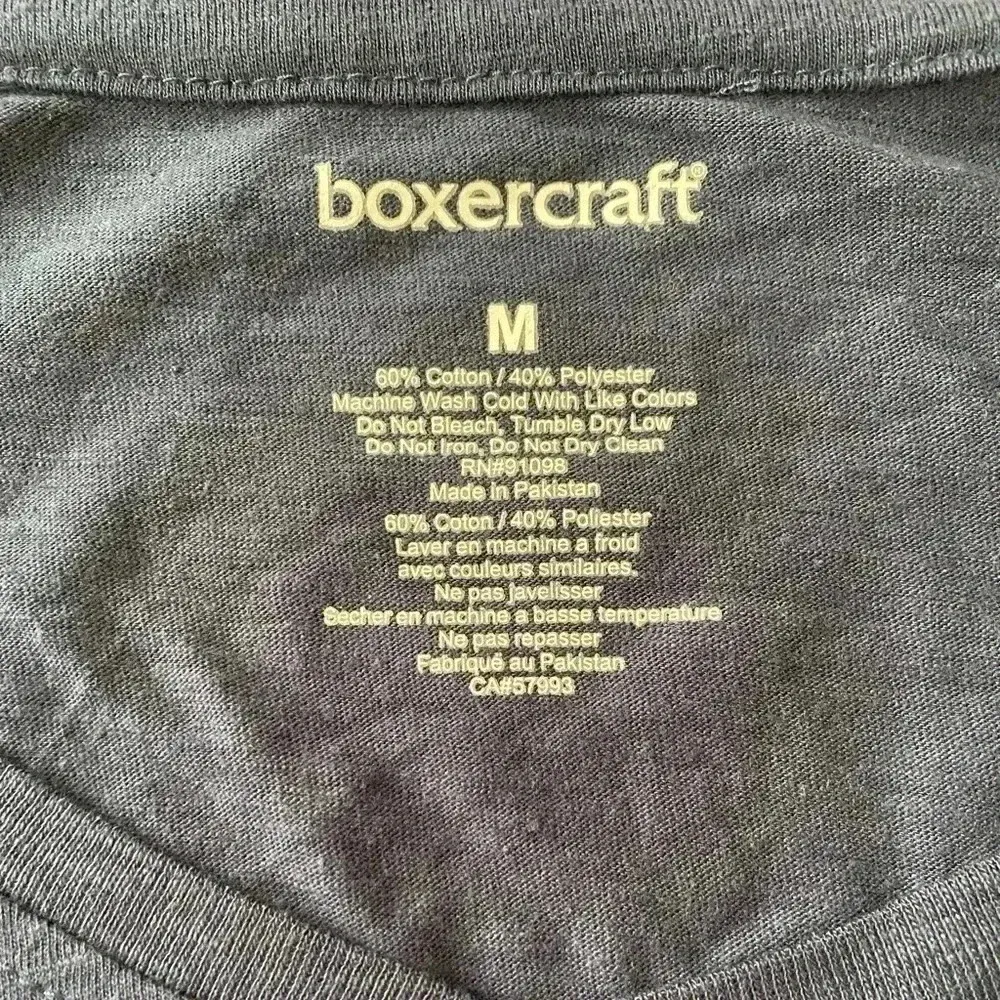 boxercraft®
M
60% Cotton / 40% Polyester
Machine Wash Cold With Like Colors
Do Not Bleach, Tumble Dry Low
Do Not Iron, Do Not Dry Clean
RN#91098
Made In Pakistan
60% Coton / 40% Poliester
Laver en machine a froid
avec couleurs similaires.
Ne pas javelisser
Secher en machine a basse temperature
Ne pas repasser
Fabriqué au Pakistan
CA#57993